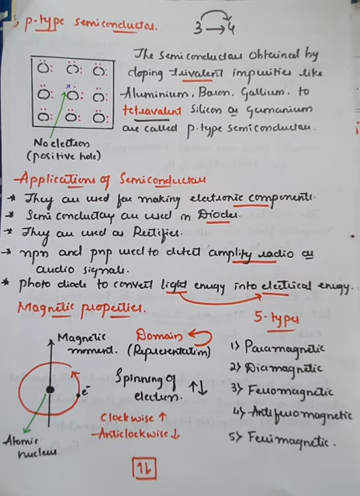 p-type semiconductor.
3 → 4
The semiconductors obtained by
doping trivalent impurities like
Aluminium, Boron, Gallium. to
tetravalent Silicon or Germanium
are called p-type semiconductor.
No electron
(positive hole)
Applications of Semiconductors
* They are used for making electronic components.
* Semi conductors are used in Diodes.
* They are used as Rectifier.
* npn and pnp used to detect amplify radio or
audio signals.
* photo diode to convert light energy into electrical energy.
Magnetic properties.
5-types
Magnetic
moment.
Domain
(Representation)
Spinning of
electron. ↑↓
Clockwise ↑
Anticlockwise ↓
e⁻
Atomic
nucleus
1) Paramagnetic
2) Diamagnetic
3) Ferromagnetic
4) Antiferromagnetic
5) Ferrimagnetic.
16